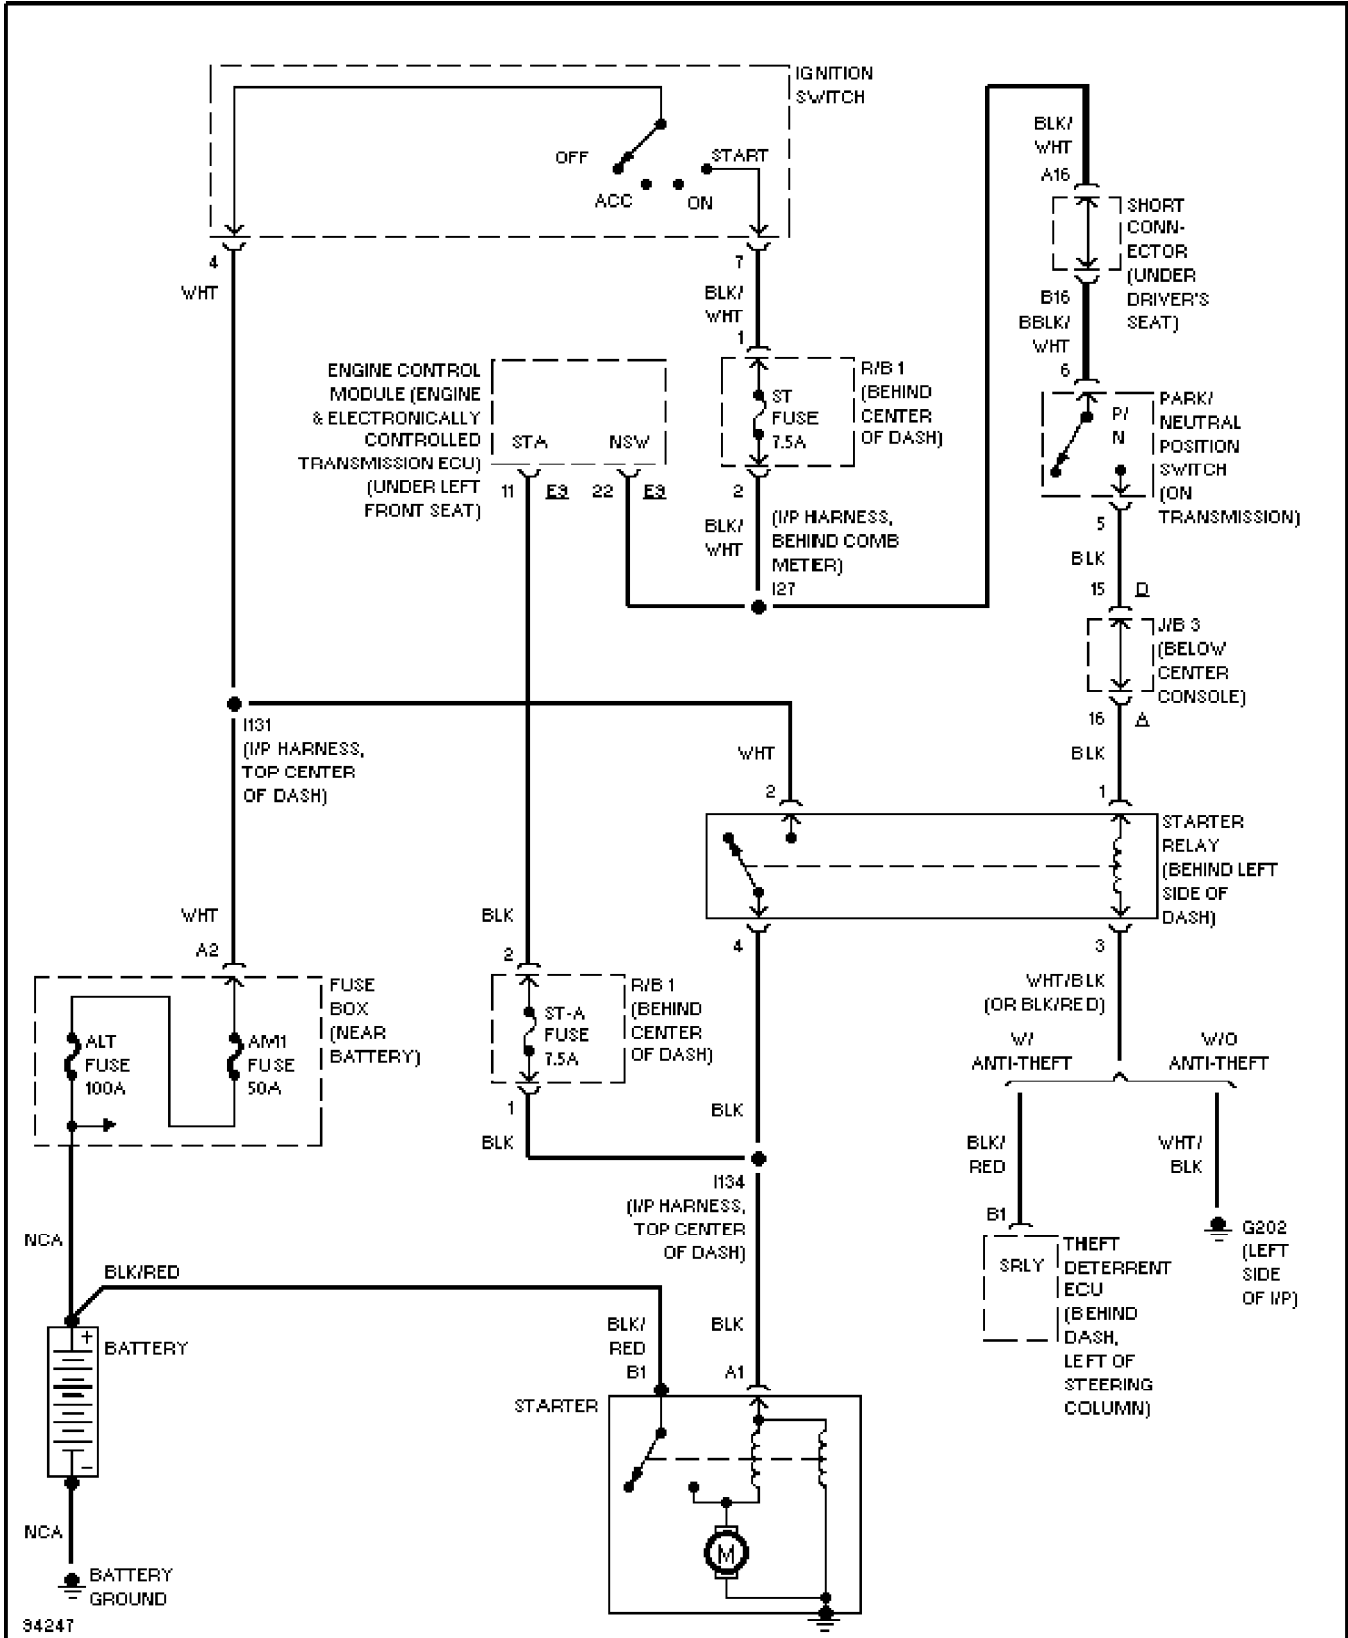 IGNITION
SWITCH
OFF
START
ACC
ON
4
WHT
7
BLK/
WHT
1
BLK/
WHT
A16
SHORT
CONN-
ECTOR
(UNDER
DRIVER'S
SEAT)
B16
BBLK/
WHT
6
ENGINE CONTROL
MODULE (ENGINE
& ELECTRONICALLY
CONTROLLED
TRANSMISSION ECU)
(UNDER LEFT
FRONT SEAT)
STA
NSW
11
E9
22
E9
ST
FUSE
7.5A
R/B 1
(BEHIND
CENTER
OF DASH)
2
BLK/
WHT
(I/P HARNESS,
BEHIND COMB
METER)
I27
P/
N
PARK/
NEUTRAL
POSITION
SWITCH
(ON
TRANSMISSION)
5
BLK
15
D
J/B 3
(BELOW
CENTER
CONSOLE)
16
A
BLK
1
I131
(I/P HARNESS,
TOP CENTER
OF DASH)
WHT
2
STARTER
RELAY
(BEHIND LEFT
SIDE OF
DASH)
4
3
WHT
A2
FUSE
BOX
(NEAR
BATTERY)
ALT
FUSE
100A
AM1
FUSE
50A
BLK
2
ST-A
FUSE
7.5A
R/B 1
(BEHIND
CENTER
OF DASH)
1
BLK
BLK
WHT/BLK
(OR BLK/RED)
W/
ANTI-THEFT
W/O
ANTI-THEFT
BLK/
RED
WHT/
BLK
I134
(I/P HARNESS,
TOP CENTER
OF DASH)
B1
SRLY
THEFT
DETERRENT
ECU
(BEHIND
DASH,
LEFT OF
STEERING
COLUMN)
G202
(LEFT
SIDE
OF I/P)
NCA
BLK/RED
+
BATTERY
-
BLK/
RED
B1
BLK
A1
STARTER
M
NCA
BATTERY
GROUND
94247